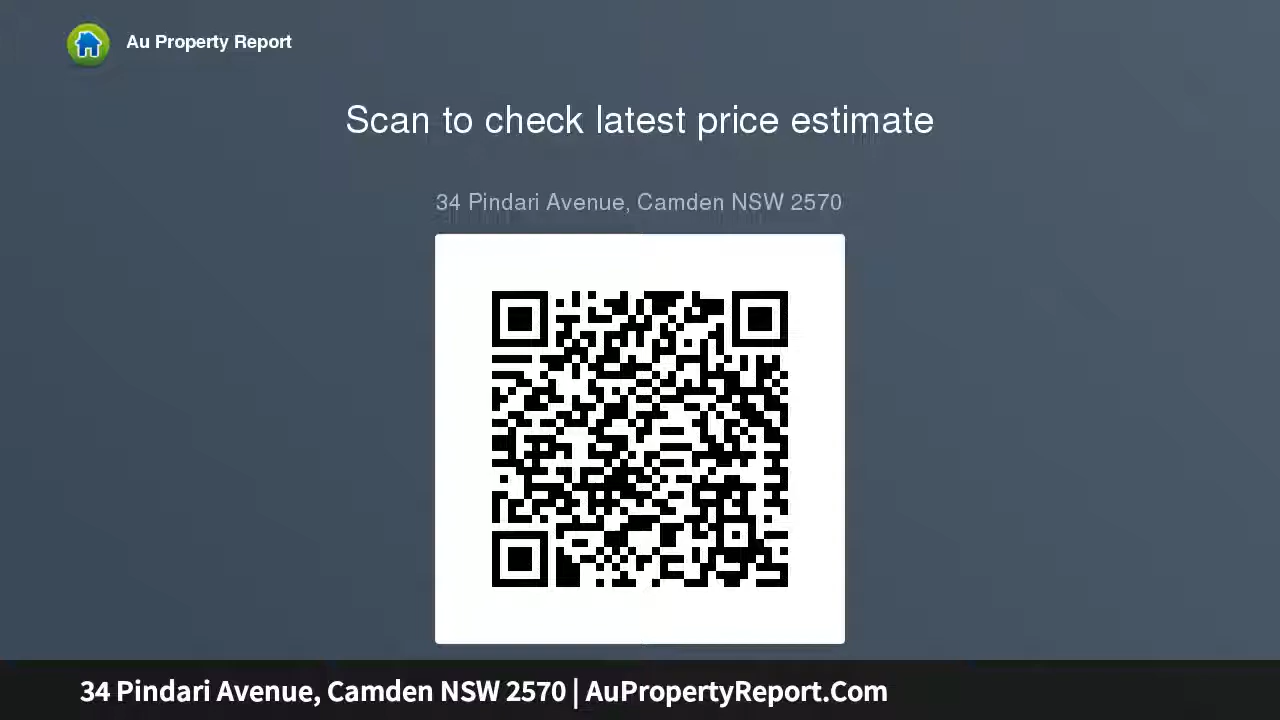 Au Property Report
Scan to check latest price estimate
34 Pindari Avenue, Camden NSW 2570
34 Pindari Avenue, Camden NSW 2570 | AuPropertyReport.Com